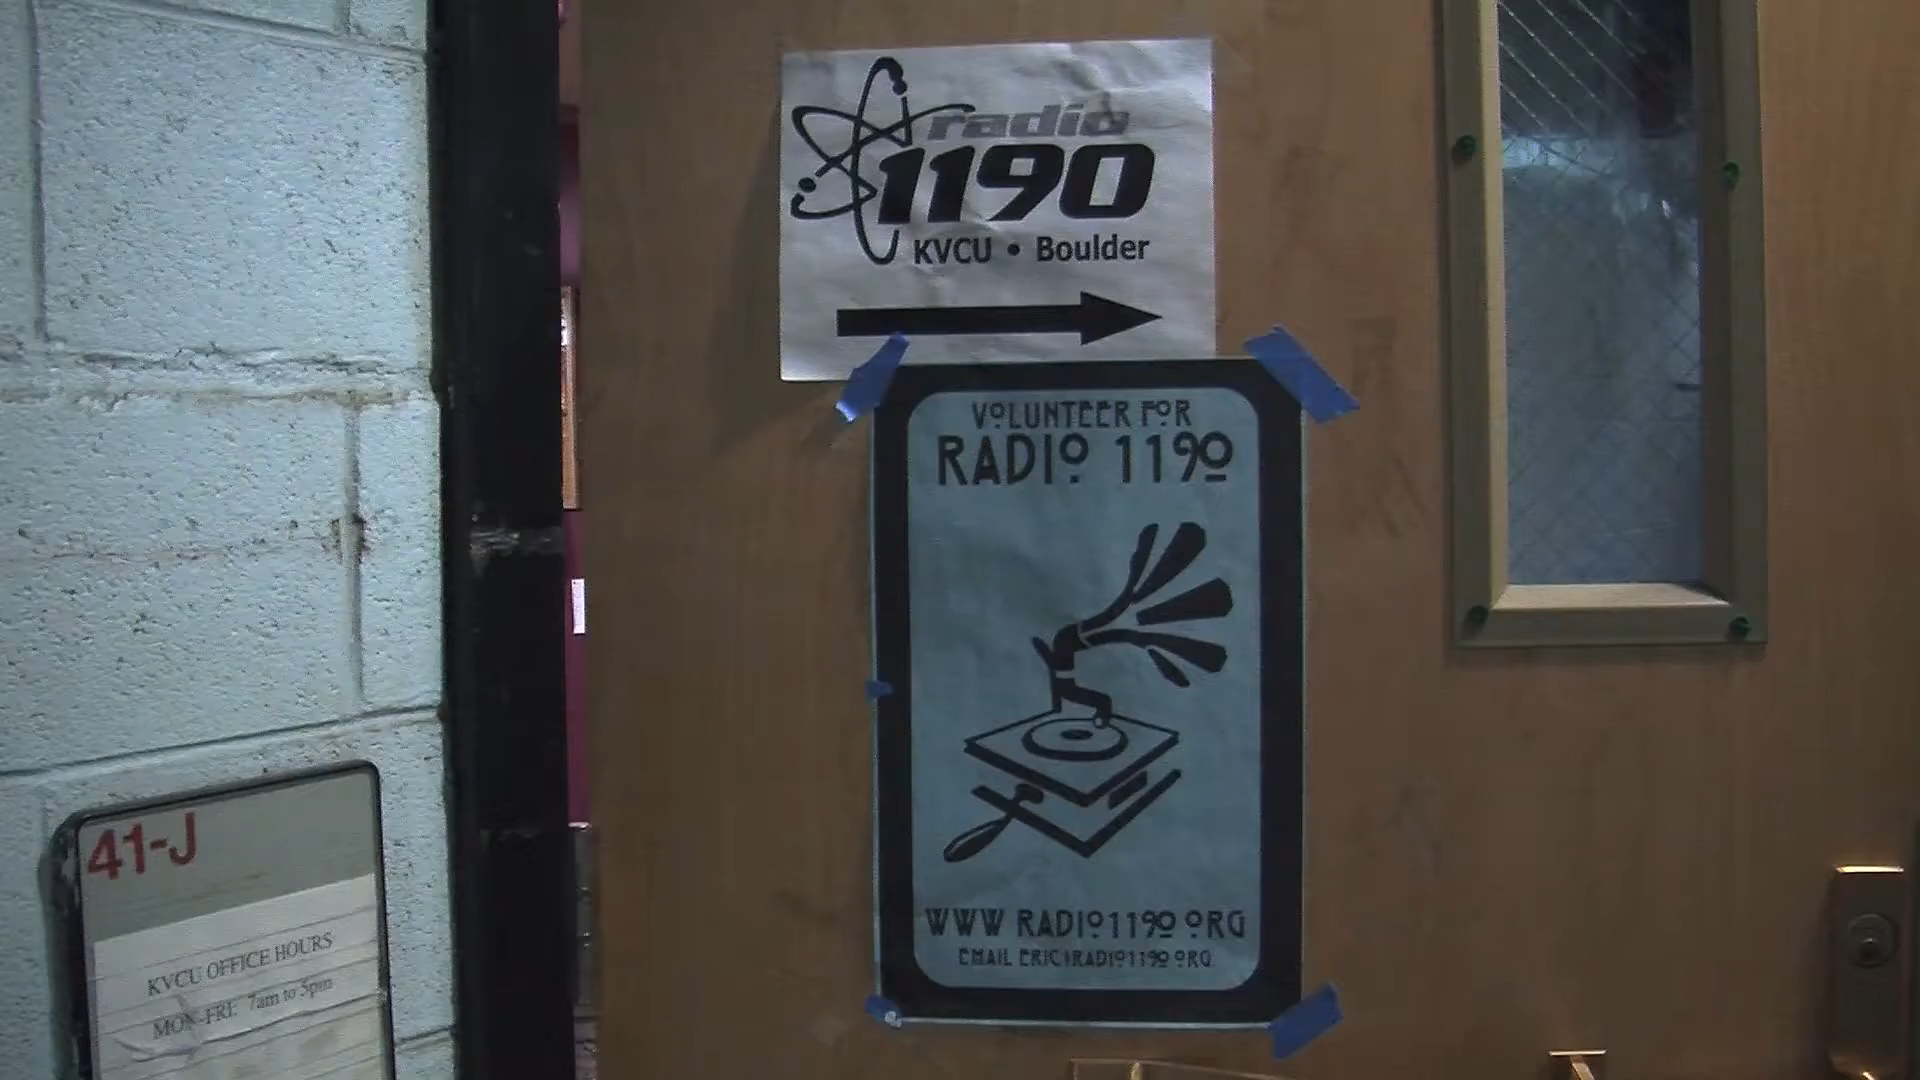 radio
1190
KVCU • Boulder
VOLUNTEER FOR
RADIO 1190
WWW RADIO1190 ORG
EMAIL ERIC@RADIO1190 ORG
41-J
KVCU OFFICE HOURS
MON-FRI: 7am to 5pm